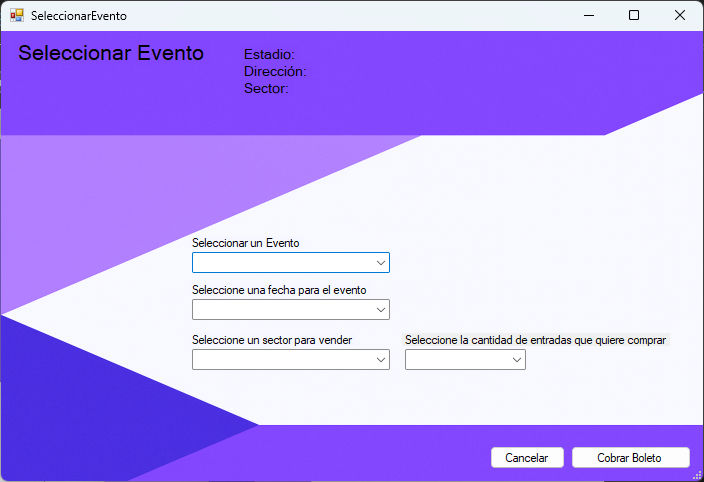 SeleccionarEvento
Seleccionar Evento
Estadio:
Dirección:
Sector:
Seleccionar un Evento
Seleccione una fecha para el evento
Seleccione un sector para vender
Seleccione la cantidad de entradas que quiere comprar
Cancelar
Cobrar Boleto